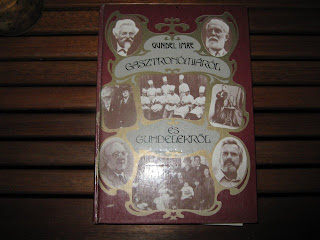 GUNDEL IMRE
GASZTRONÓMIÁRÓL
ÉS
GUNDELEKRŐL